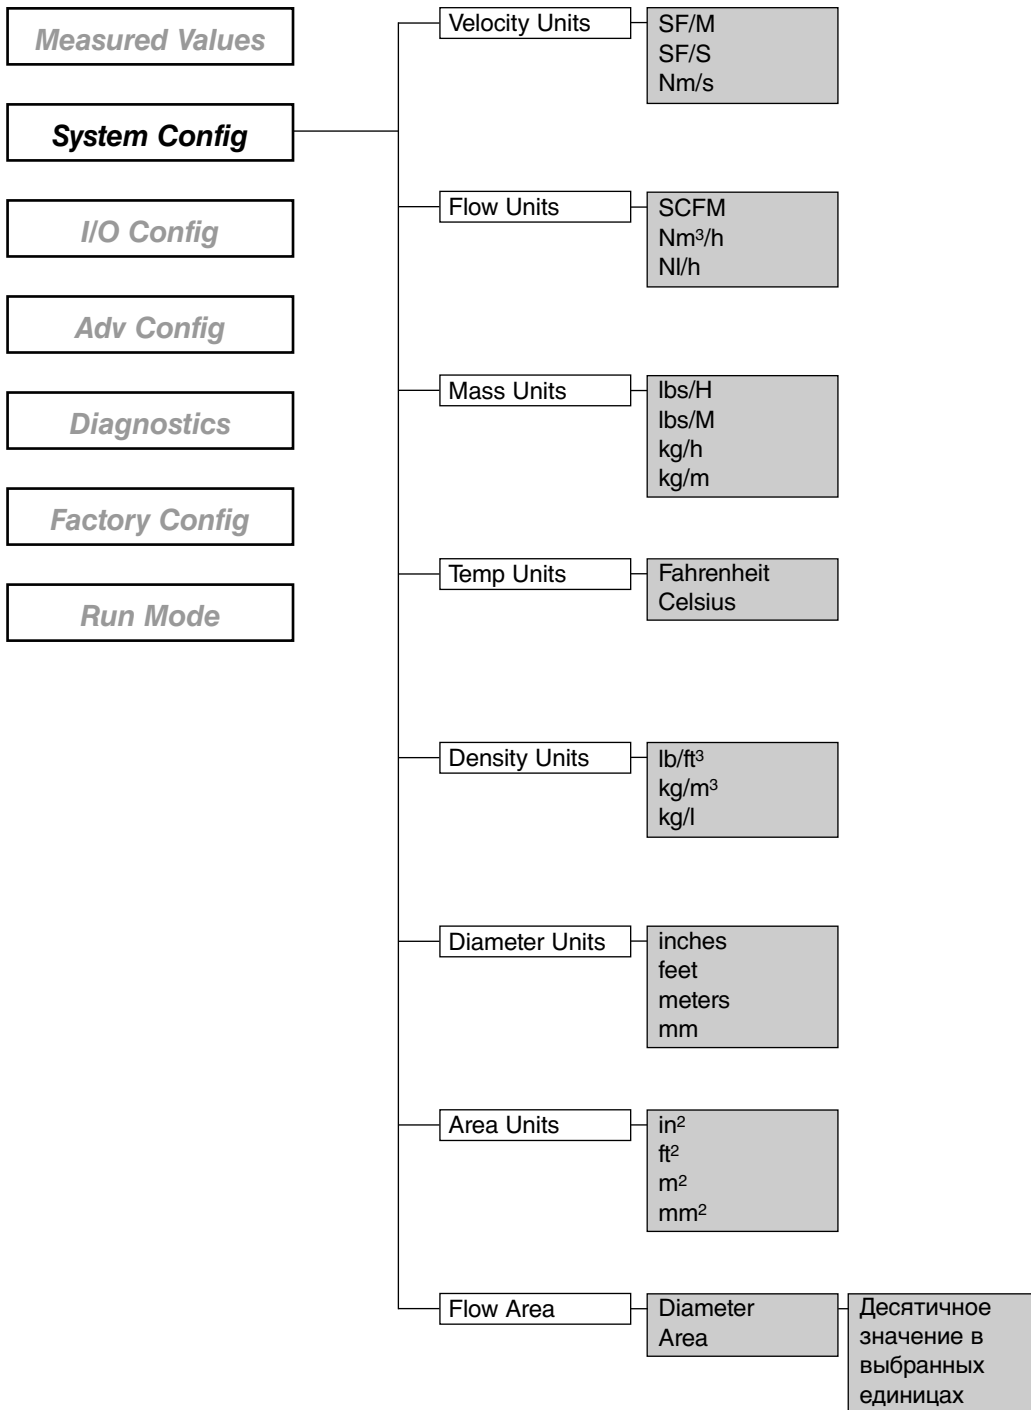 Measured Values
System Config
I/O Config
Adv Config
Diagnostics
Factory Config
Run Mode
Velocity Units
SF/M
SF/S
Nm/s
Flow Units
SCFM
Nm³/h
Nl/h
Mass Units
lbs/H
lbs/M
kg/h
kg/m
Temp Units
Fahrenheit
Celsius
Density Units
lb/ft³
kg/m³
kg/l
Diameter Units
inches
feet
meters
mm
Area Units
in²
ft²
m²
mm²
Flow Area
Diameter
Area
Десятичное
значение в
выбранных
единицах